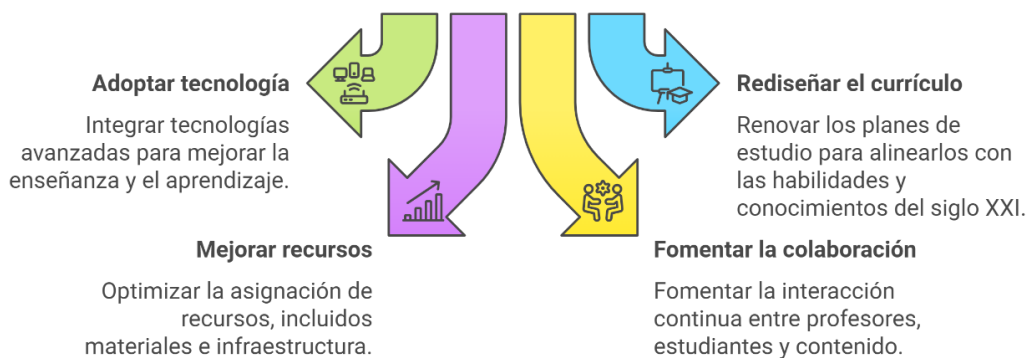 Adoptar tecnología
Integrar tecnologías
avanzadas para mejorar la
enseñanza y el aprendizaje.
Rediseñar el currículo
Renovar los planes de
estudio para alinearlos con
las habilidades y
conocimientos del siglo XXI.
Mejorar recursos
Optimizar la asignación de
recursos, incluidos
materiales e infraestructura.
Fomentar la colaboración
Fomentar la interacción
continua entre profesores,
estudiantes y contenido.